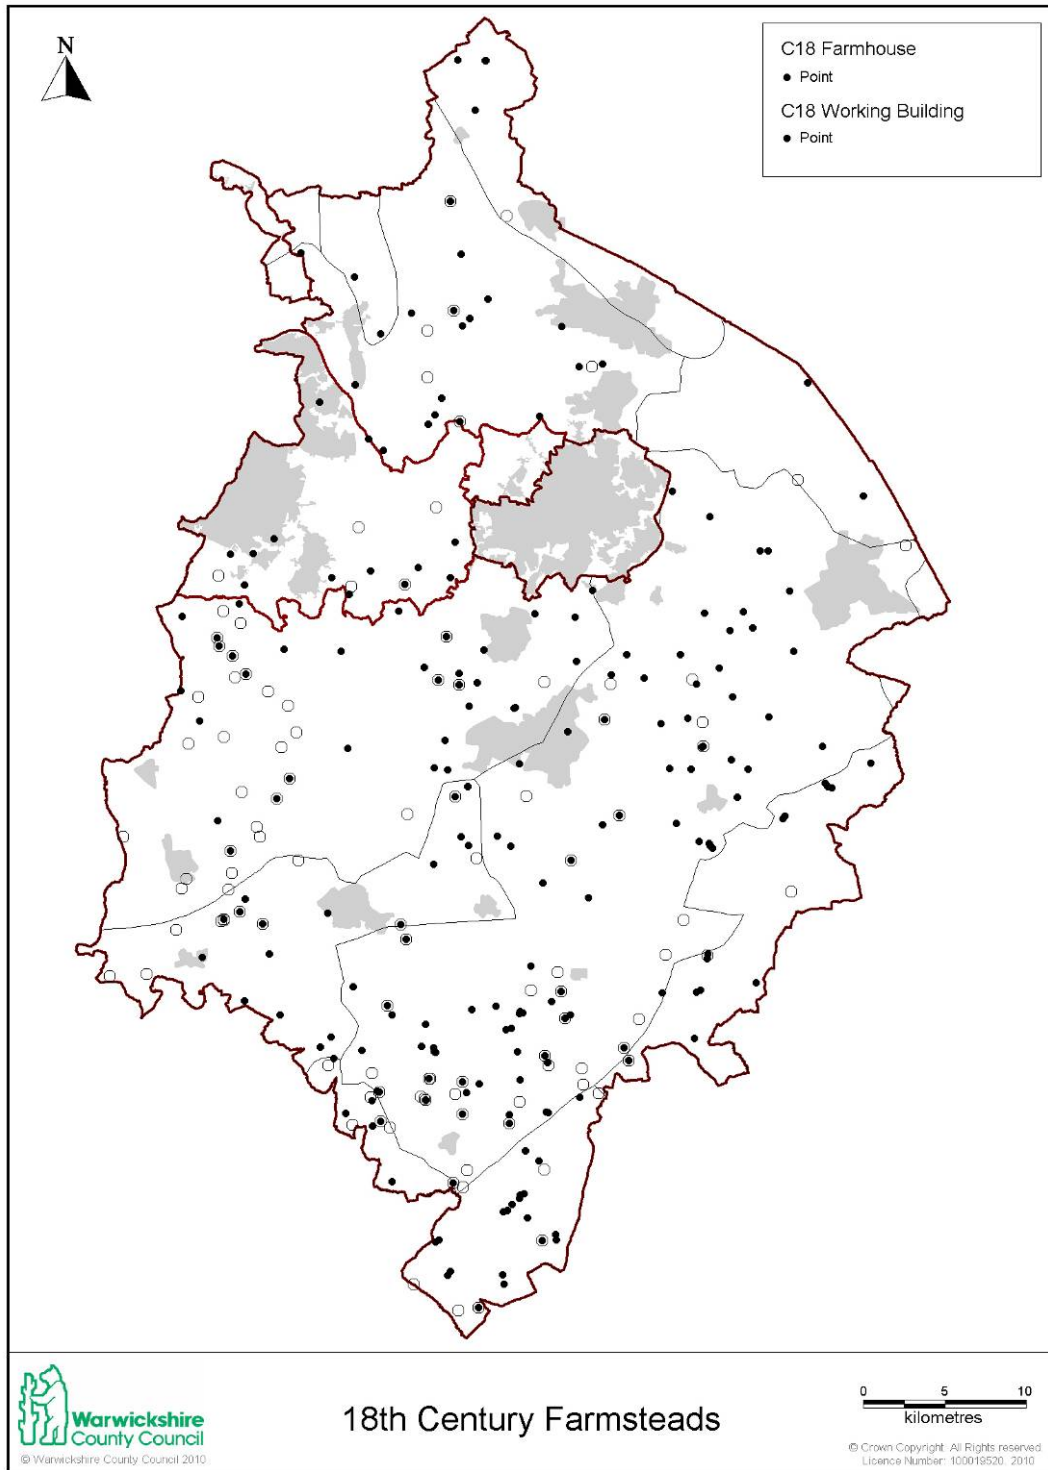 N
C18 Farmhouse
Point
C18 Working Building
Point
Warwickshire
County Council
© Warwickshire County Council 2010
18th Century Farmsteads
0 5 10
kilometres
© Crown Copyright. All Rights reserved.
Licence Number: 100019520, 2010